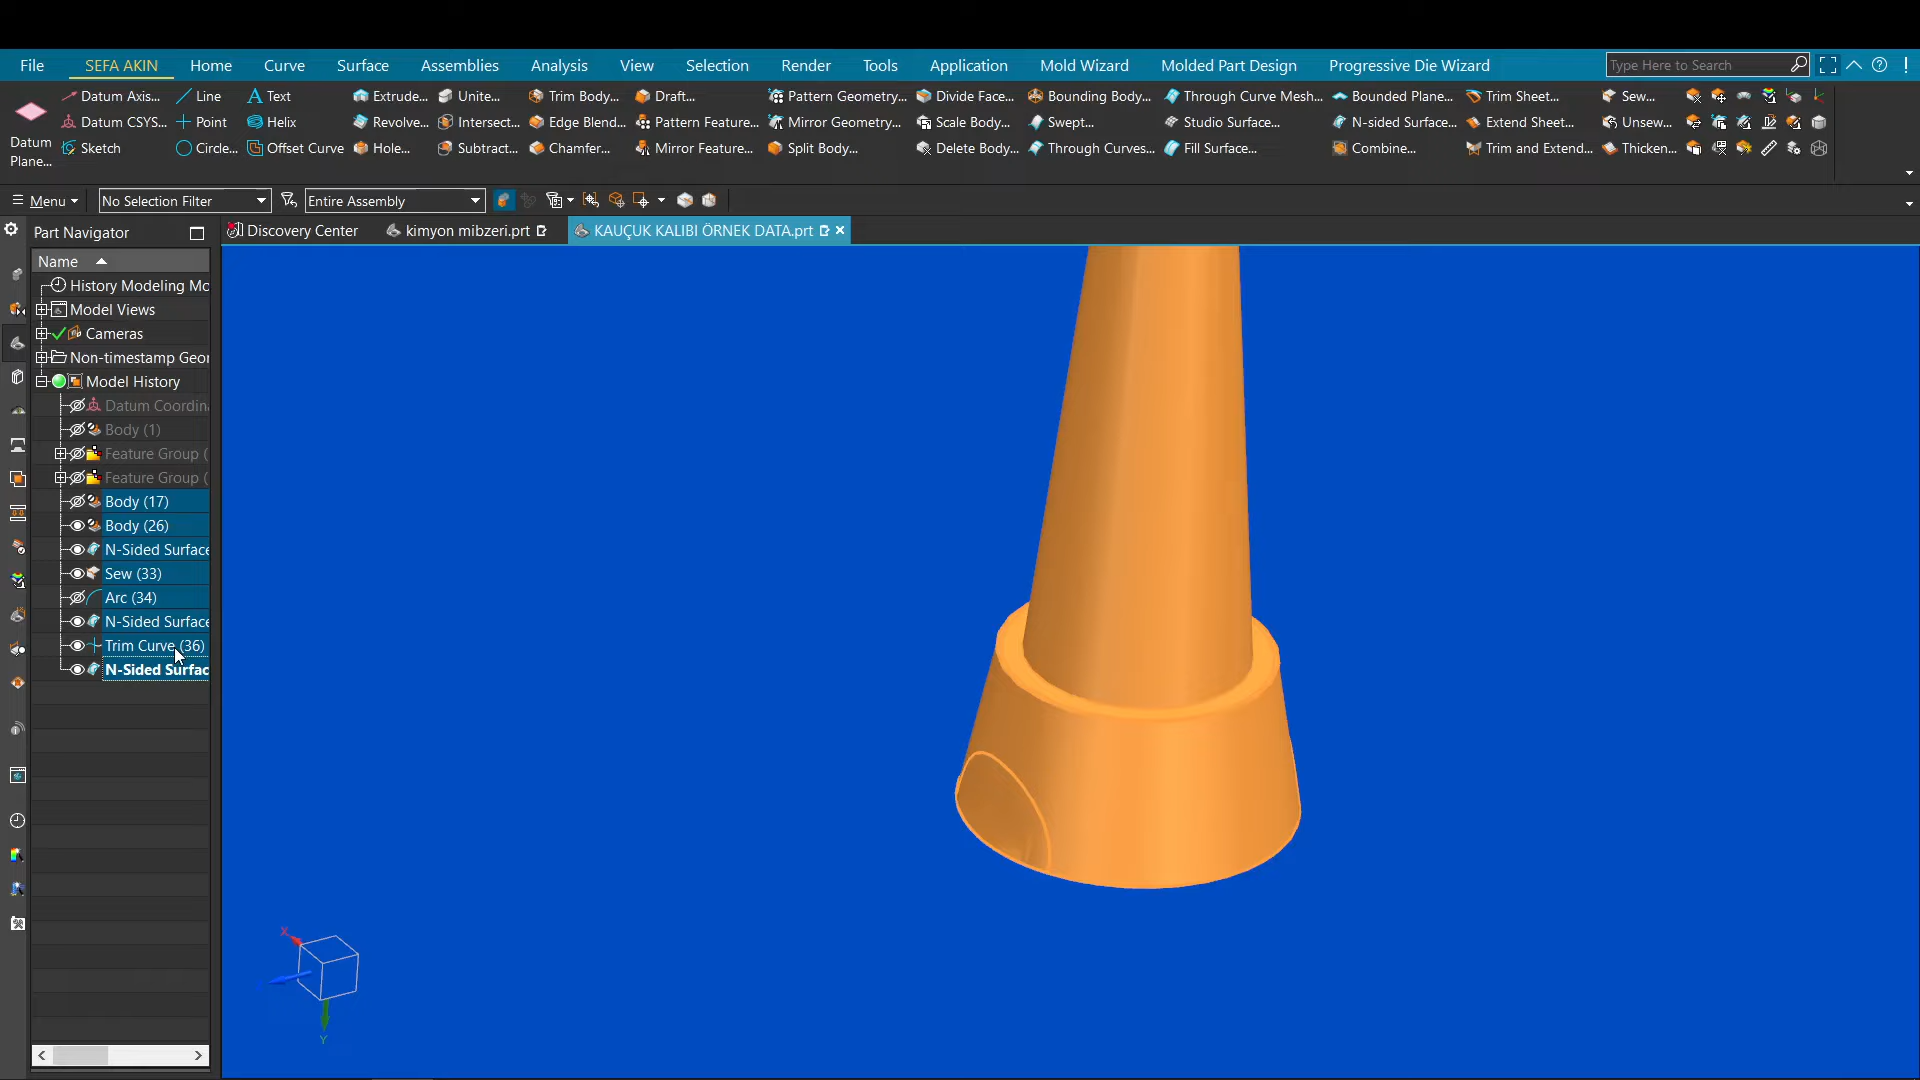 File SEFA AKIN Home Curve Surface Assemblies Analysis View Selection Render Tools Application Mold Wizard Molded Part Design Progressive Die Wizard Type Here to Search
Datum Axis... Line Text Extrude... Unite... Trim Body... Draft... Pattern Geometry... Divide Face... Bounding Body... Through Curve Mesh... Bounded Plane... Trim Sheet... Sew...
Datum CSYS... Point Helix Revolve... Intersect... Edge Blend... Pattern Feature... Mirror Geometry... Scale Body... Swept... Studio Surface... N-sided Surface... Extend Sheet... Unsew...
Datum Plane... Sketch Circle... Offset Curve Hole... Subtract... Chamfer... Mirror Feature... Split Body... Delete Body... Through Curves... Fill Surface... Combine... Trim and Extend... Thicken...
Menu No Selection Filter Entire Assembly
Part Navigator Discovery Center kimyon mibzeri.prt KAUÇUK KALIBI ÖRNEK DATA.prt
Name
History Modeling Mo
Model Views
Cameras
Non-timestamp Geor
Model History
Datum Coordin
Body (1)
Feature Group (
Feature Group (
Body (17)
Body (26)
N-Sided Surface
Sew (33)
Arc (34)
N-Sided Surface
Trim Curve (36)
N-Sided Surfac
X
Y